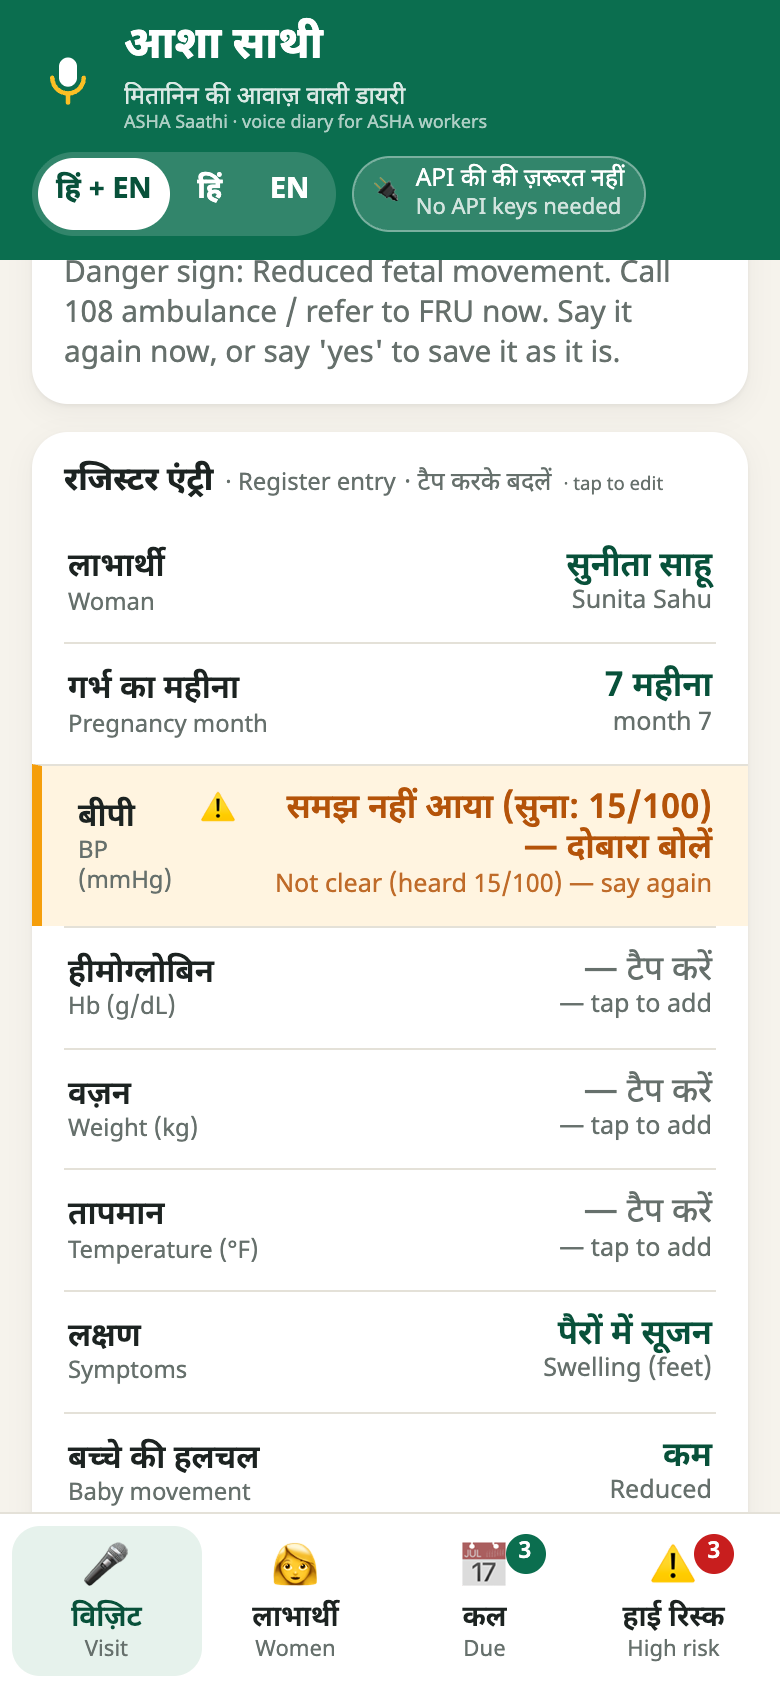 आशा साथी
मितानिन की आवाज़ वाली डायरी
ASHA Saathi · voice diary for ASHA workers
हिं + EN
हिं
EN
API की की ज़रूरत नहीं
No API keys needed
Danger sign: Reduced fetal movement. Call
108 ambulance / refer to FRU now. Say it
again now, or say 'yes' to save it as it is.
रजिस्टर एंट्री · Register entry · टैप करके बदलें · tap to edit
लाभार्थी
Woman
सुनीता साहू
Sunita Sahu
गर्भ का महीना
Pregnancy month
7 महीना
month 7
बीपी
BP
(mmHg)
समझ नहीं आया (सुना: 15/100)
— दोबारा बोलें
Not clear (heard 15/100) — say again
हीमोग्लोबिन
Hb (g/dL)
— टैप करें
— tap to add
वज़न
Weight (kg)
— टैप करें
— tap to add
तापमान
Temperature (°F)
— टैप करें
— tap to add
लक्षण
Symptoms
पैरों में सूजन
Swelling (feet)
बच्चे की हलचल
Baby movement
कम
Reduced
विज़िट
Visit
लाभार्थी
Women
JUL
17
3
कल
Due
3
हाई रिस्क
High risk